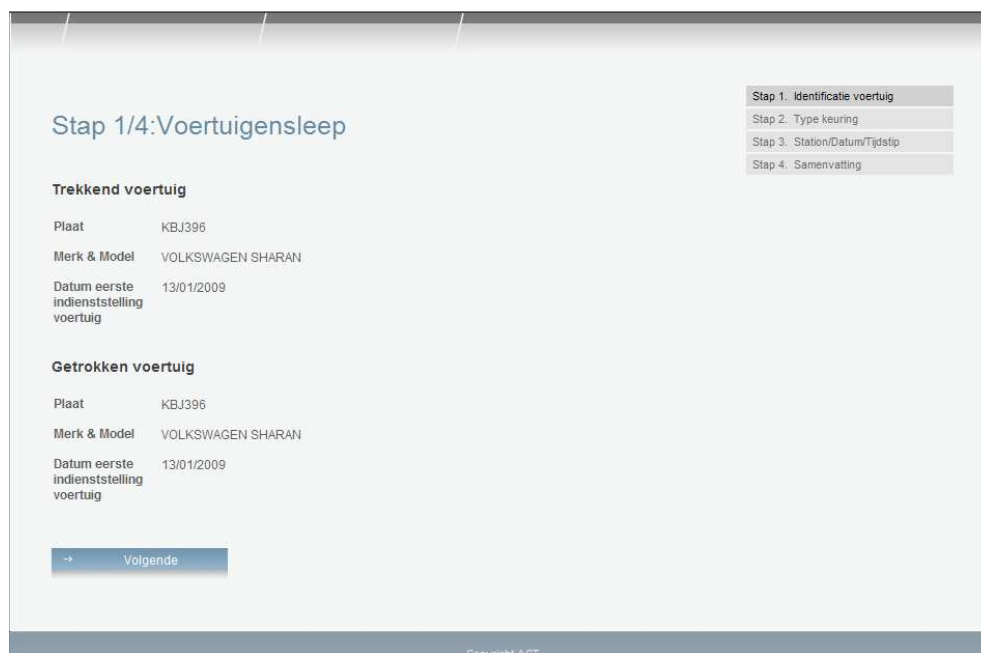 Stap 1/4:Voertuigensleep
Stap 1. Identificatie voertuig
Stap 2. Type keuring
Stap 3. Station/Datum/Tijdstip
Stap 4. Samenvatting
Trekkend voertuig
Plaat KBJ396
Merk & Model VOLKSWAGEN SHARAN
Datum eerste 13/01/2009
indienststelling
voertuig
Getrokken voertuig
Plaat KBJ396
Merk & Model VOLKSWAGEN SHARAN
Datum eerste 13/01/2009
indienststelling
voertuig
→ Volgende
Copyright ACT